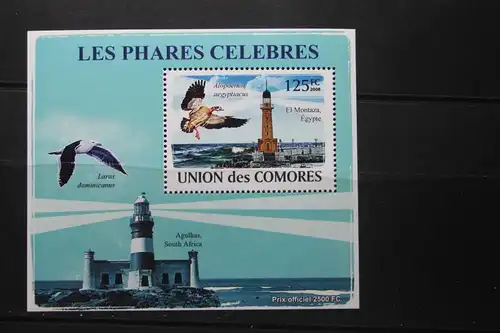 LES PHARES CELEBRES
Alopochen
aegyptiacus
125FC
2008
El Montaza,
Égypte
UNION des COMORES
Larus
dominicanus
Agulhas,
South Africa
Prix officiel 2500 FC